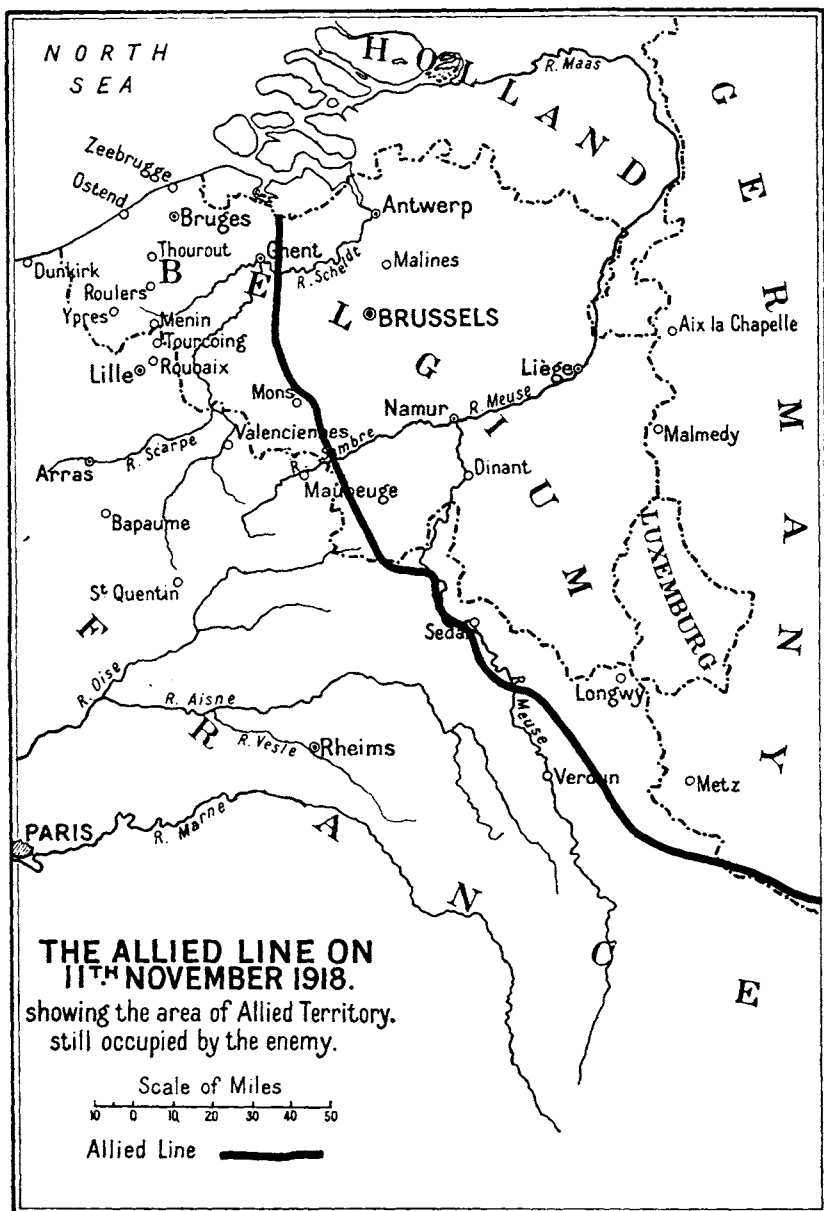 NORTH
SEA
HOLLAND
R. Maas
GERMANY
Zeebrugge
Ostend
Bruges
Antwerp
Dunkirk
Thourout
Ghent
R. Scheldt
Malines
BELGIUM
Roulers
Ypres
Menin
BRUSSELS
Aix la Chapelle
Tourcoing
Lille
Roubaix
Liège
Mons
Namur
R. Meuse
Valenciennes
Malmedy
R. Scarpe
Arras
R. Sambre
Dinant
Maubeuge
Bapaume
LUXEMBURG
St Quentin
FRANCE
Sedan
R. Oise
R. Aisne
Longwy
R. Meuse
R. Vesle
Rheims
Verdun
Metz
PARIS
R. Marne
THE ALLIED LINE ON
11TH. NOVEMBER 1918.
showing the area of Allied Territory.
still occupied by the enemy.
Scale of Miles
10 0 10 20 30 40 50
Allied Line